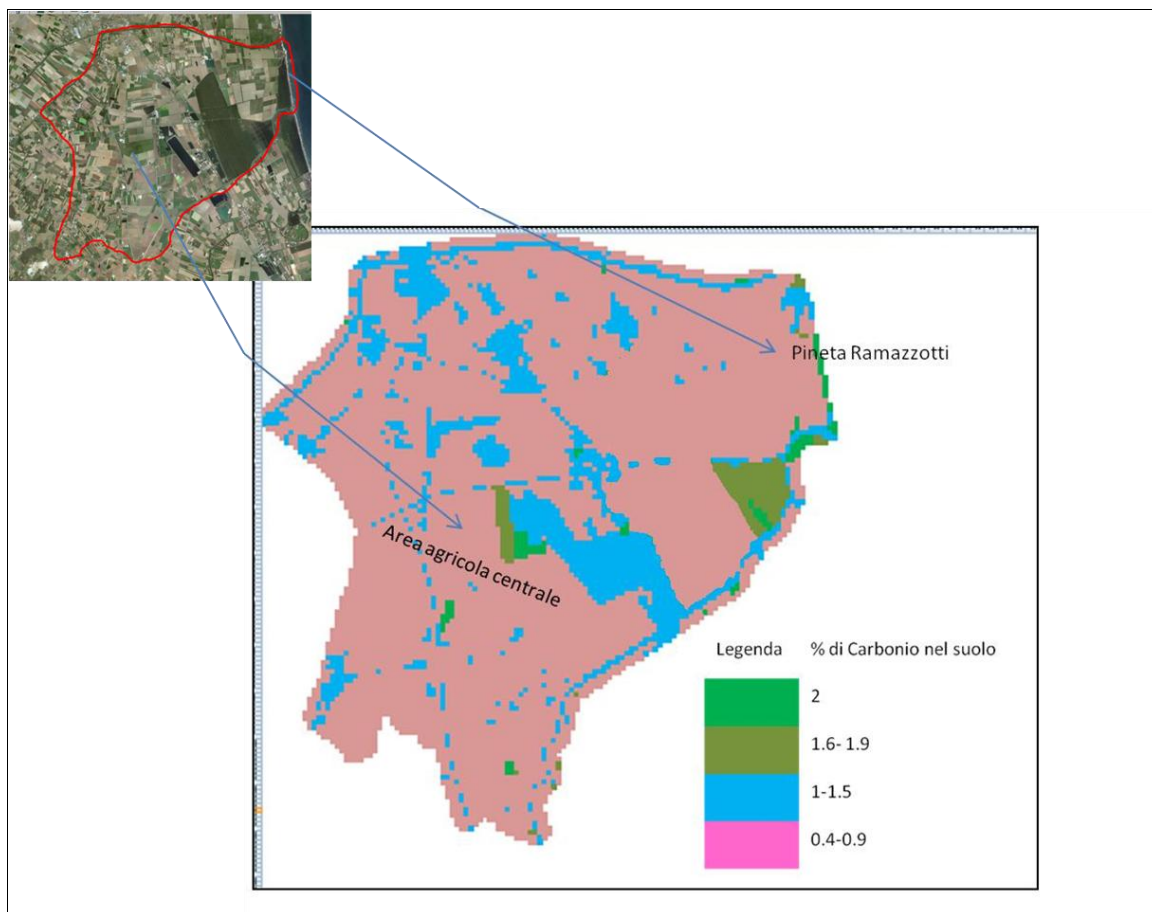 Pineta Ramazzotti
Area agricola centrale
Legenda % di Carbonio nel suolo
2
1.6- 1.9
1-1.5
0.4-0.9